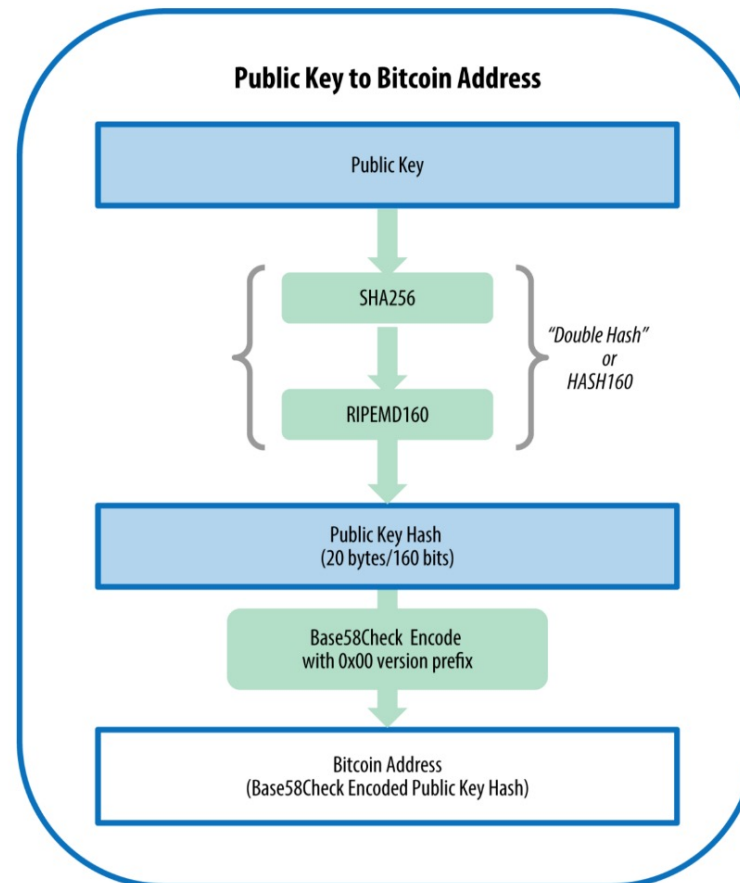 Public Key to Bitcoin Address
Public Key
SHA256
“Double Hash”
or
HASH160
RIPEMD160
Public Key Hash
(20 bytes/160 bits)
Base58Check Encode
with 0x00 version prefix
Bitcoin Address
(Base58Check Encoded Public Key Hash)